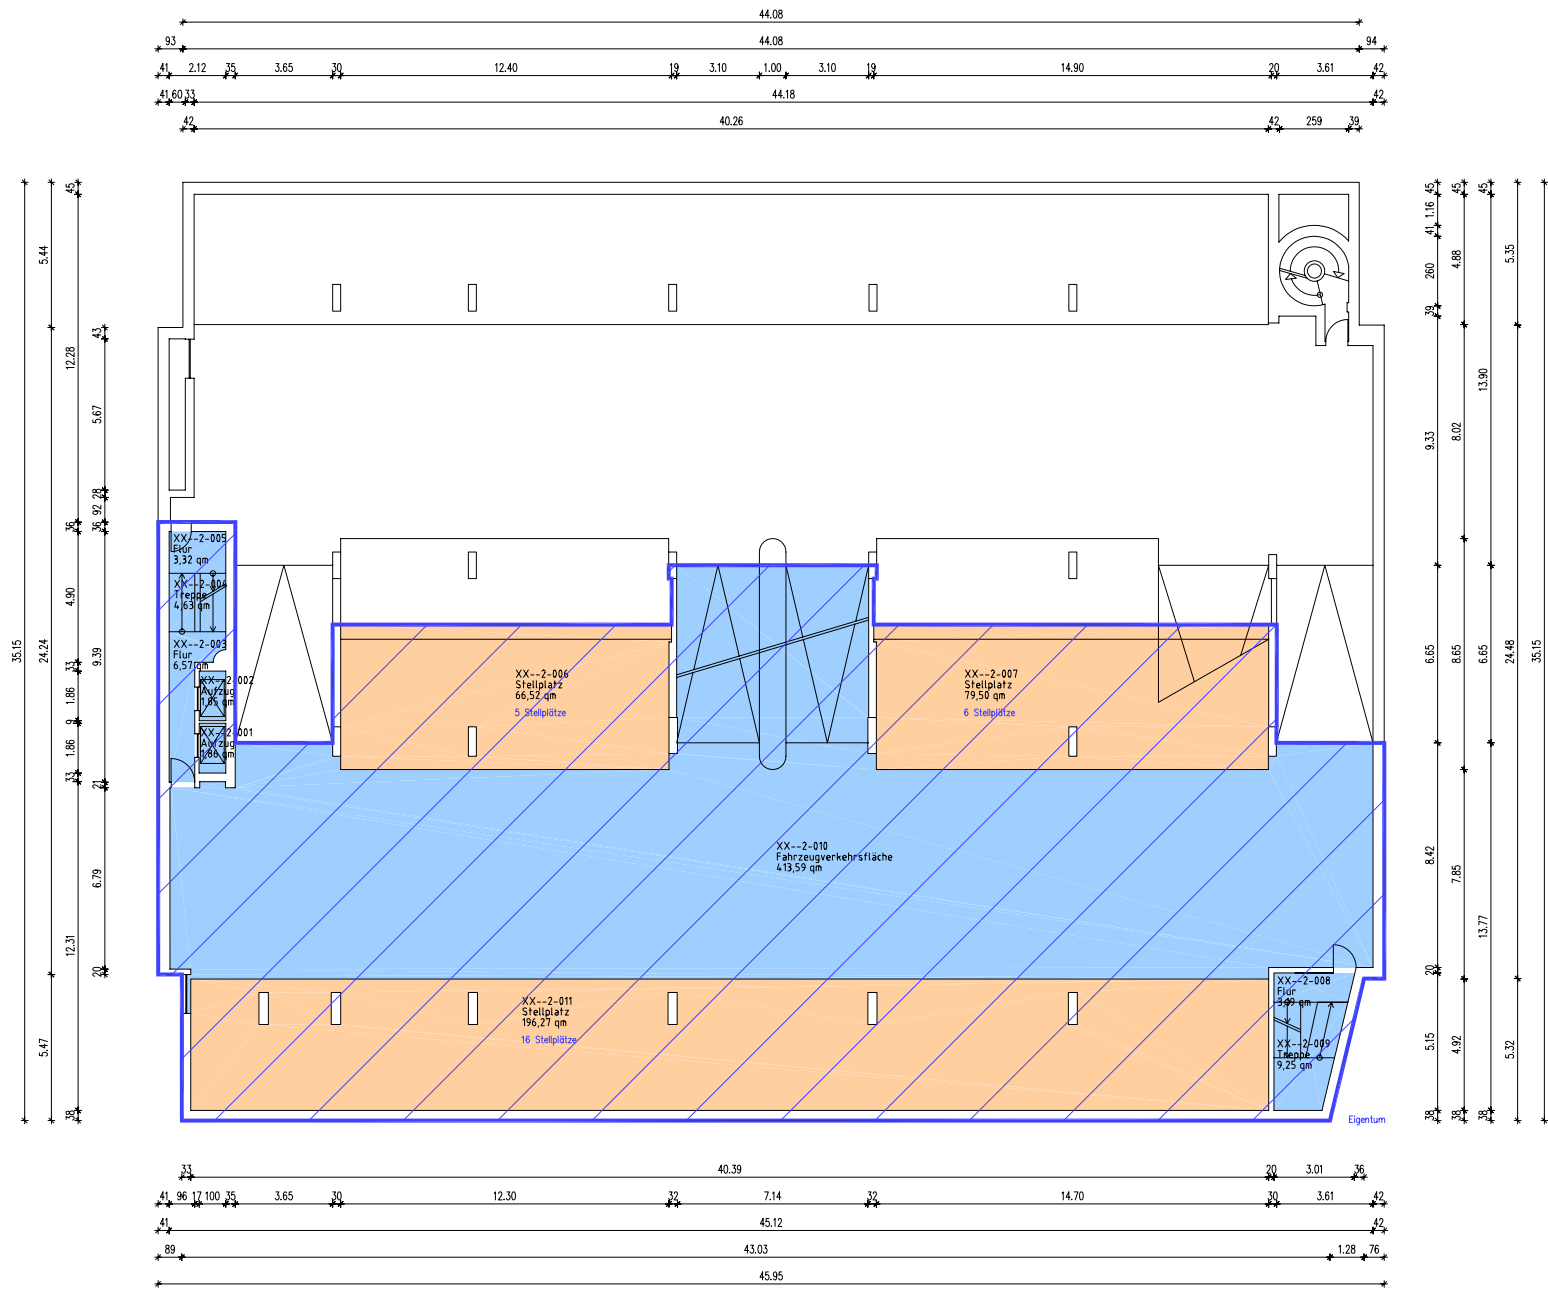 44.08
93 44.08 94
41 2.12 35 3.65 30 12.40 19 3.10 1.00 3.10 19 14.90 20 3.61 42
41 60 33 44.18 42
42 40.26 42 259 39
35.15
5.44 24.24 5.47
45 12.28 36 4.90 33 1.86 9 1.86 33 12.31 38
43 5.67 28 92 36 9.39 21 6.79 20
XX--2-005
Flur
3,32 qm
XX--2-004
Treppe
4,63 qm
XX--2-003
Flur
6,57 qm
XX--2-002
Aufzug
1,85 qm
XX--2-001
Aufzug
1,86 qm
XX--2-006
Stellplatz
66,52 qm
5 Stellplätze
XX--2-007
Stellplatz
79,50 qm
6 Stellplätze
XX--2-010
Fahrzeugverkehrsfläche
413,59 qm
XX--2-011
Stellplatz
196,27 qm
16 Stellplätze
XX--2-008
Flur
3,09 qm
XX--2-009
Treppe
9,25 qm
Eigentum
45 1.16 41 260 39 9.33 6.65 8.42 20 5.15 38
45 4.88 8.02 8.65 7.85 4.92 38
45 13.90 6.65 13.77 38
5.35 24.48 5.32
35.15
33 40.39 20 3.01 36
41 96 17 100 35 3.65 30 12.30 32 7.14 32 14.70 30 3.61 42
41 45.12 42
89 43.03 1.28 76
45.95